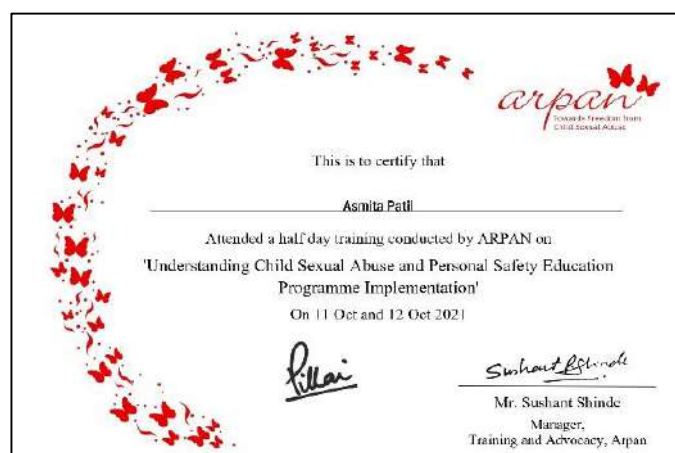 arpan
Towards Freedom from
Child Sexual Abuse
This is to certify that
Asmita Patil
Attended a half day training conducted by ARPAN on
'Understanding Child Sexual Abuse and Personal Safety Education
Programme Implementation'
On 11 Oct and 12 Oct 2021
Pillai
Sushant Shinde
Mr. Sushant Shinde
Manager,
Training and Advocacy, Arpan